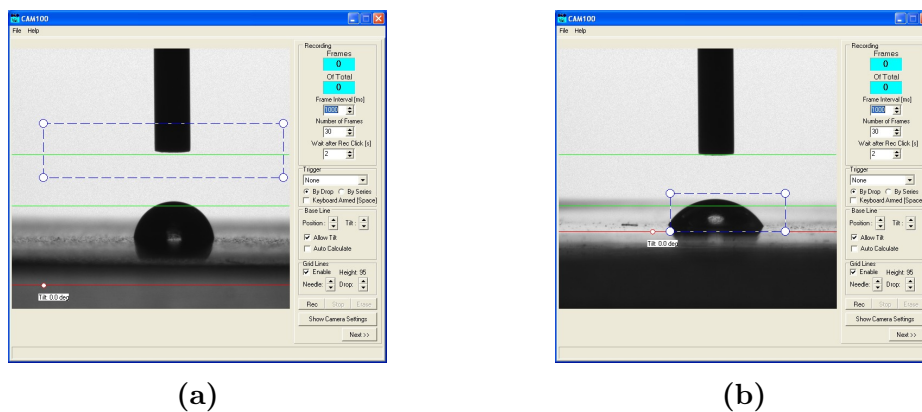 CAM100
File Help
Recording
Frames
0
Of Total
0
Frame Interval [ms]
1000
Number of Frames
30
Wait after Rec Click [s]
2
Trigger
None
By Drop By Series
Keyboard Armed [Space]
Base Line
Position : Tilt :
Allow Tilt
Auto Calculate
Grid Lines
Enable Height: 95
Needle: Drop:
Rec Stop Erase
Show Camera Settings
Next >>
Tilt: 0.0 deg
(a)
CAM100
File Help
Recording
Frames
0
Of Total
0
Frame Interval [ms]
1000
Number of Frames
30
Wait after Rec Click [s]
2
Trigger
None
By Drop By Series
Keyboard Armed [Space]
Base Line
Position : Tilt :
Allow Tilt
Auto Calculate
Grid Lines
Enable Height: 95
Needle: Drop:
Rec Stop Erase
Show Camera Settings
Next >>
Tilt: 0.0 deg
(b)